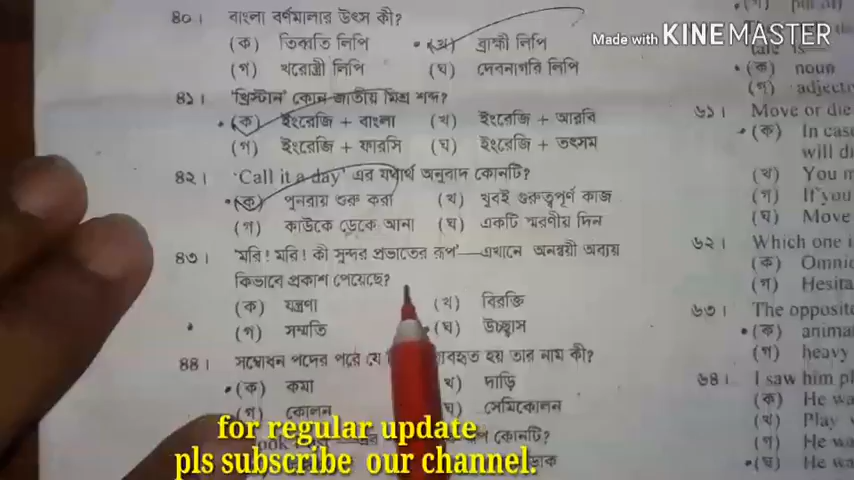 ৪০। বাংলা বর্ণমালার উৎস কী?
(ক) তিব্বতি লিপি (খ) ব্রাহ্মী লিপি
(গ) খরোষ্ট্রী লিপি (ঘ) দেবনাগরি লিপি
৪১। 'খ্রিস্টান' কোন জাতীয় মিশ্র শব্দ?
(ক) ইংরেজি + বাংলা (খ) ইংরেজি + আরবি
(গ) ইংরেজি + ফারসি (ঘ) ইংরেজি + তৎসম
৪২। 'Call it a day' এর যথার্থ অনুবাদ কোনটি?
(ক) পুনরায় শুরু করা (খ) খুবই গুরুত্বপূর্ণ কাজ
(গ) কাউকে ডেকে আনা (ঘ) একটি স্মরণীয় দিন
৪৩। 'মরি! মরি! কী সুন্দর প্রভাতের রূপ'—এখানে অনন্বয়ী অব্যয়
কিভাবে প্রকাশ পেয়েছে?
(ক) যন্ত্রণা (খ) বিরক্তি
(গ) সম্মতি (ঘ) উচ্ছ্বাস
৪৪। সম্বোধন পদের পরে যে হয় তার নাম কী?
(ক) কমা খ) দাড়ি
(গ) কোলন ঘ) সেমিকোলন
কোনটি?
Made with KINEMASTER
(ক) noun
(গ)
৬১। Move or die
(ক) In case
will di
(খ) You m
(গ) If you
(ঘ) Move
৬২। Which one i
(ক) Omnic
(গ) Hesita
৬৩। The opposite
(ক) anima
(গ) heavy
৬৪। I saw him pl
(ক) He wa
(খ) Play
(গ) He wa
(ঘ) He wa
for regular update
pls subscribe our channel.